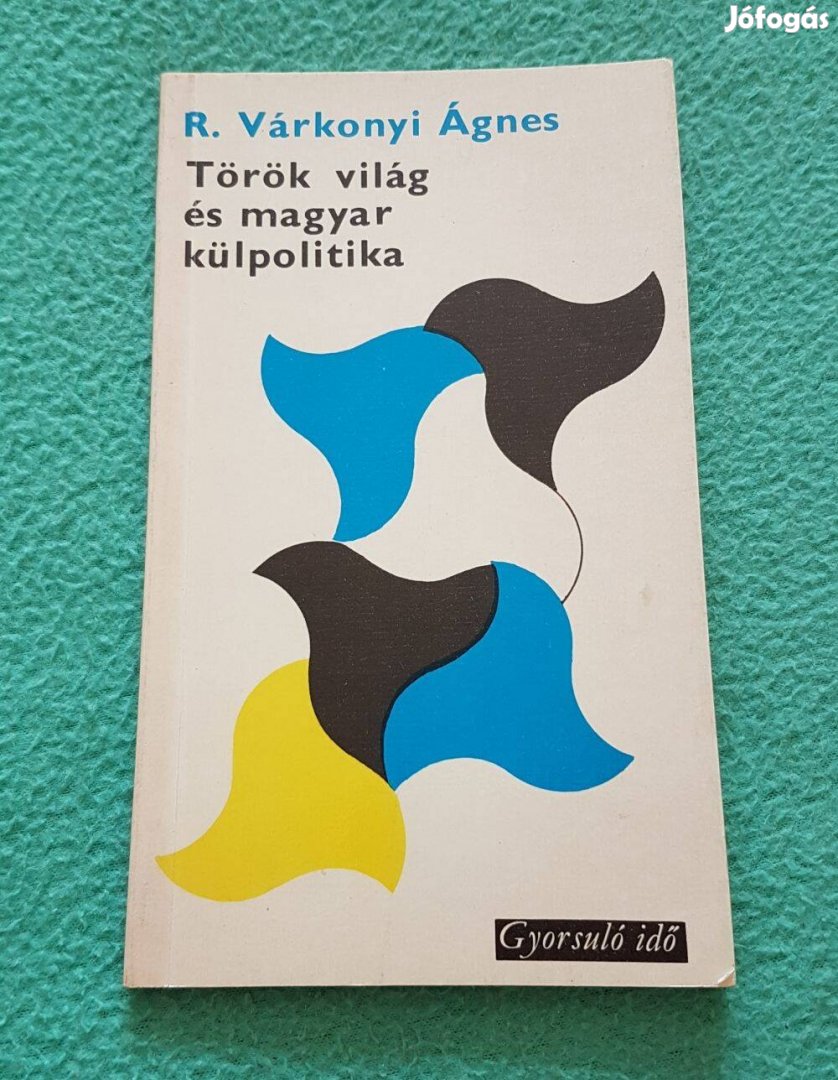 Jófogás
R. Várkonyi Ágnes
Török világ
és magyar
külpolitika
Gyorsuló idő